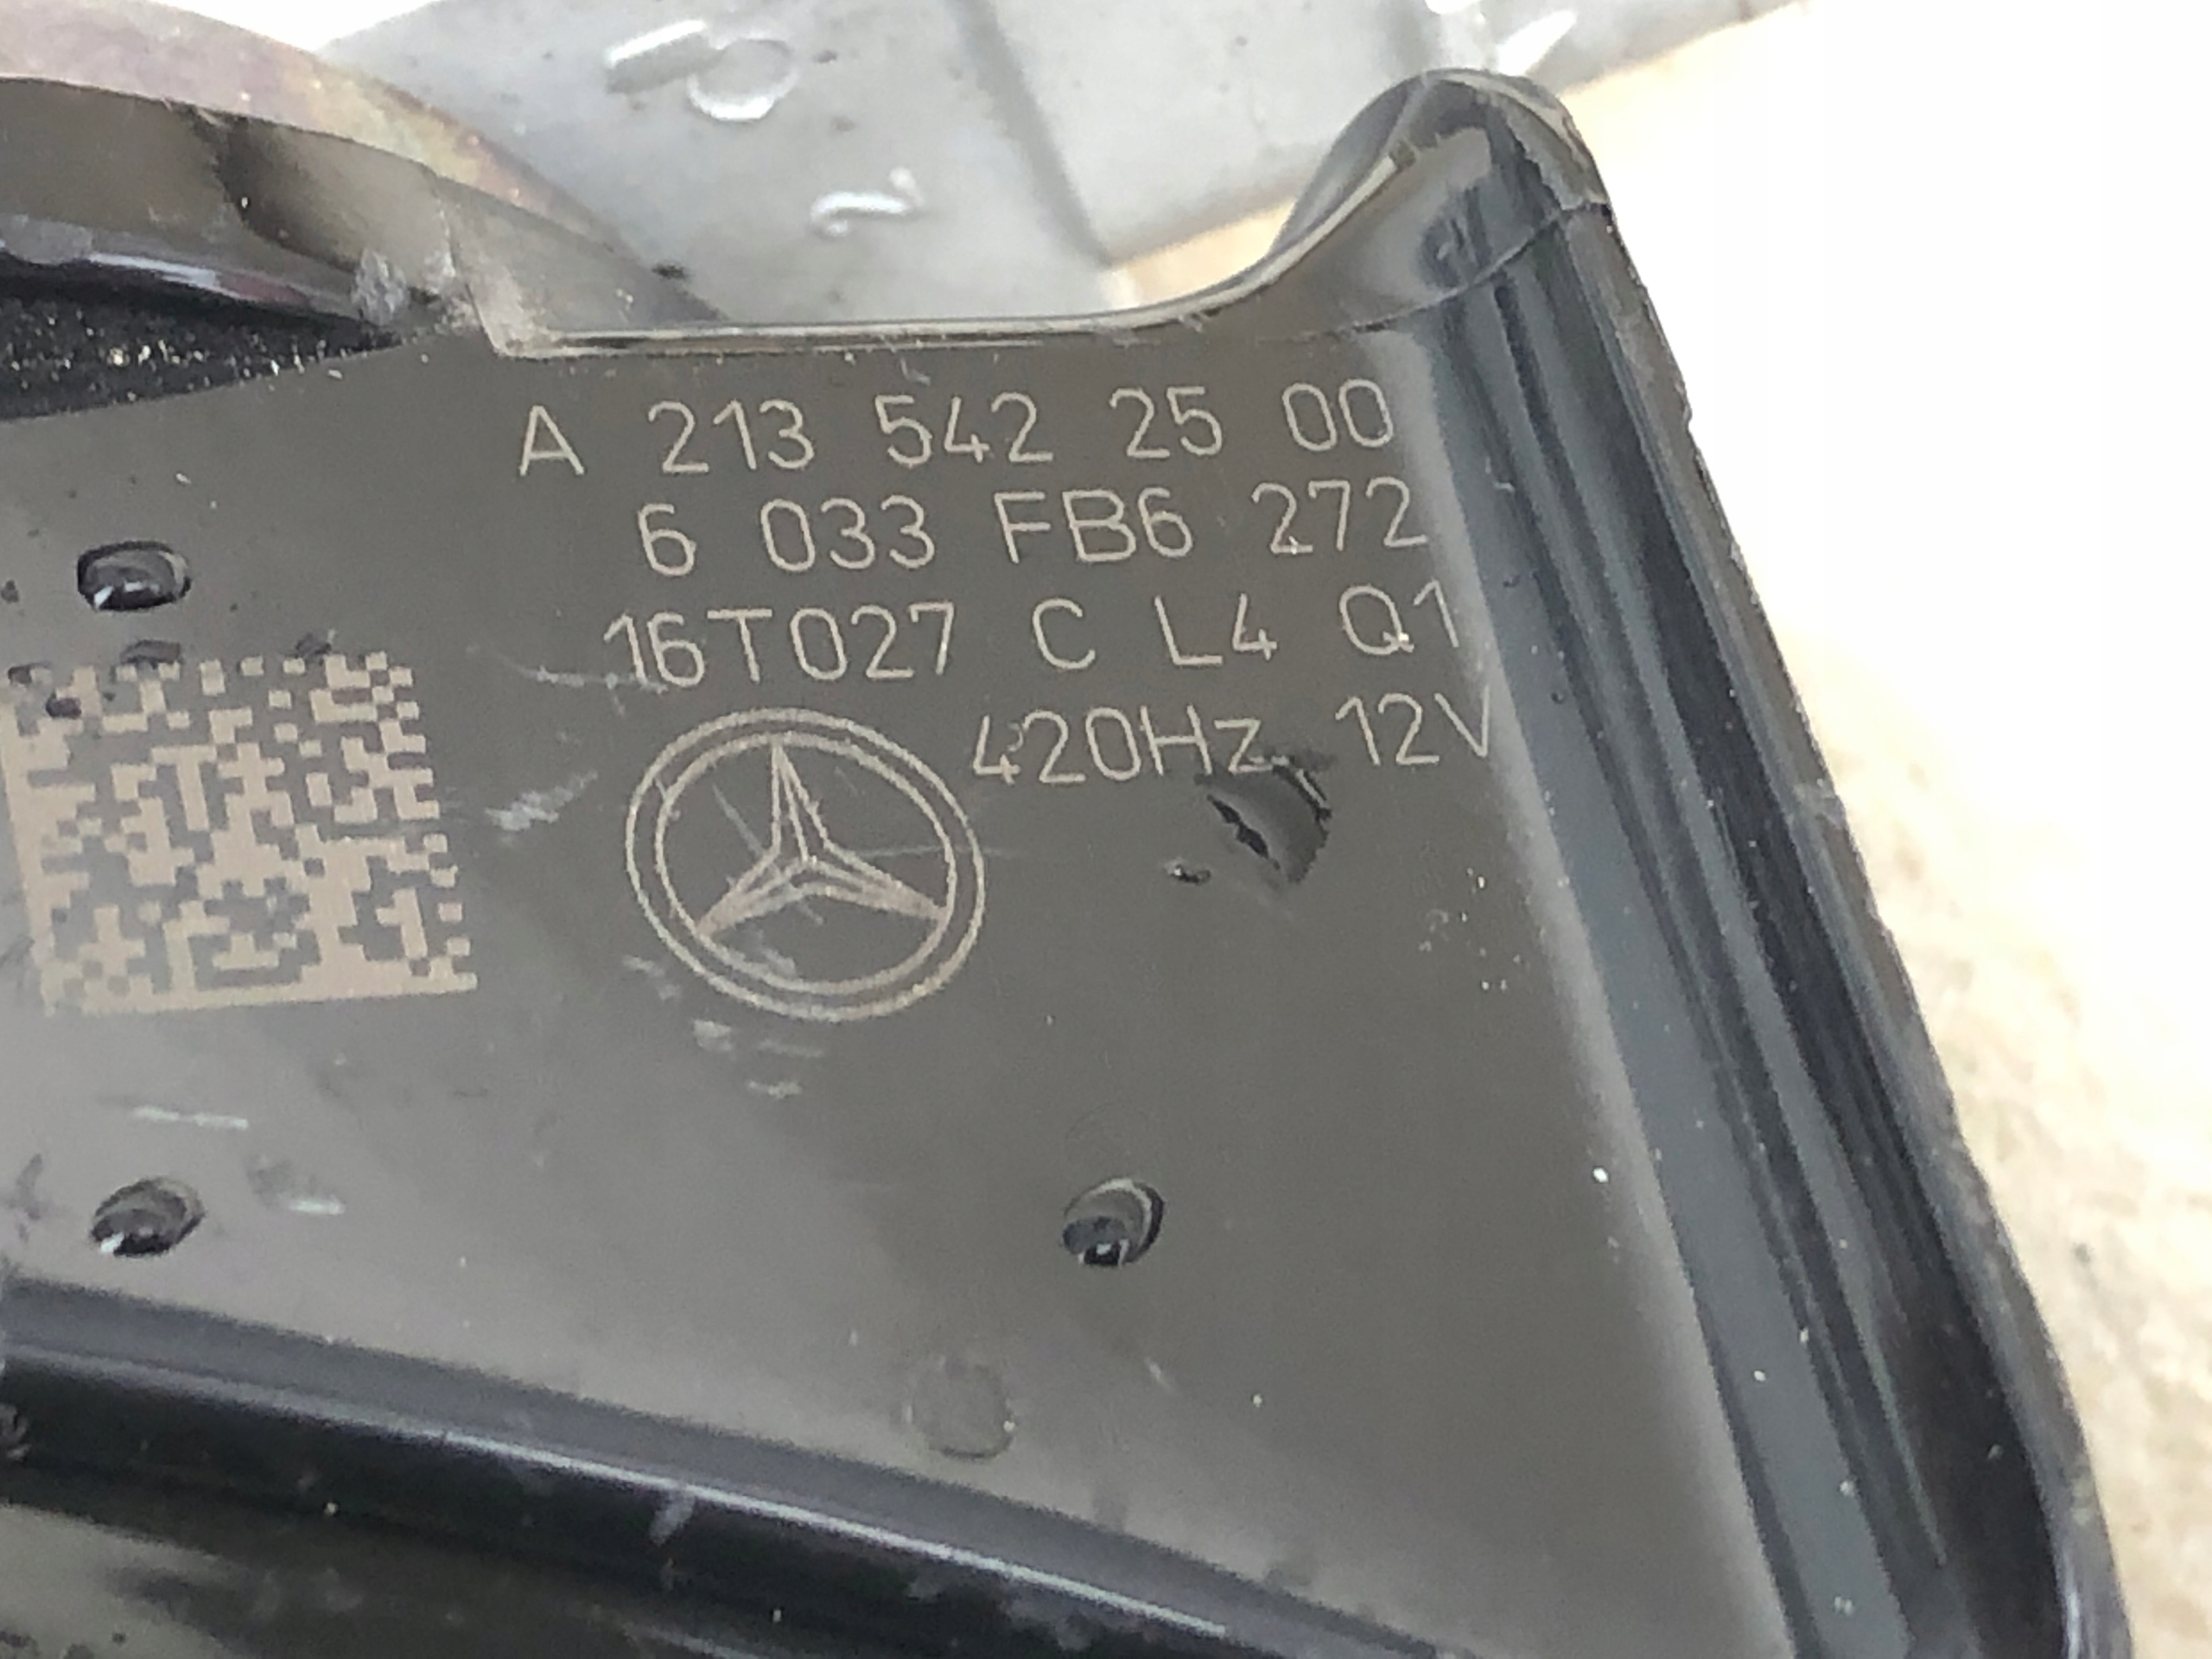 A 213 542 25 00
6 033 FB6 272
16T027 C L4 Q1
420Hz 12V